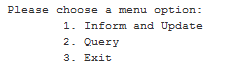 Please choose a menu option:
1. Inform and Update
2. Query
3. Exit